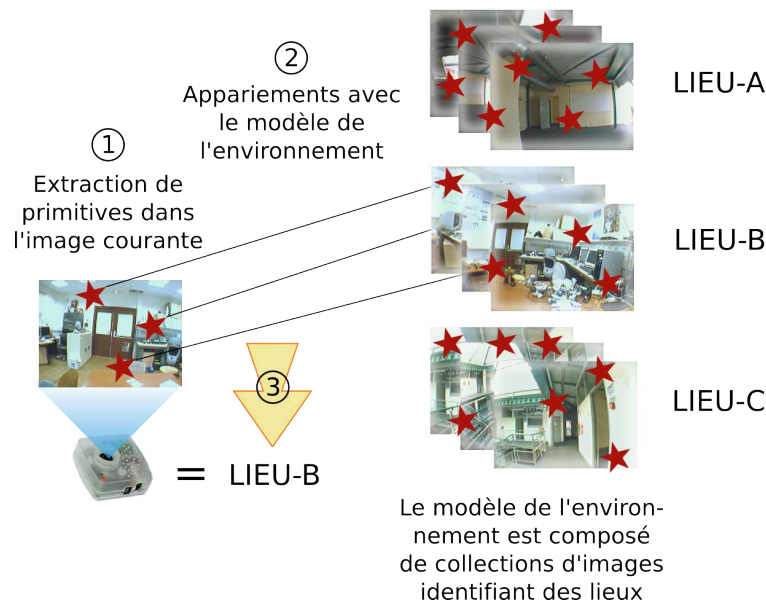 1
Extraction de
primitives dans
l'image courante
2
Appariements avec
le modèle de
l'environnement
LIEU-A
LIEU-B
LIEU-C
3
= LIEU-B
Le modèle de l'environ-
nement est composé
de collections d'images
identifiant des lieux